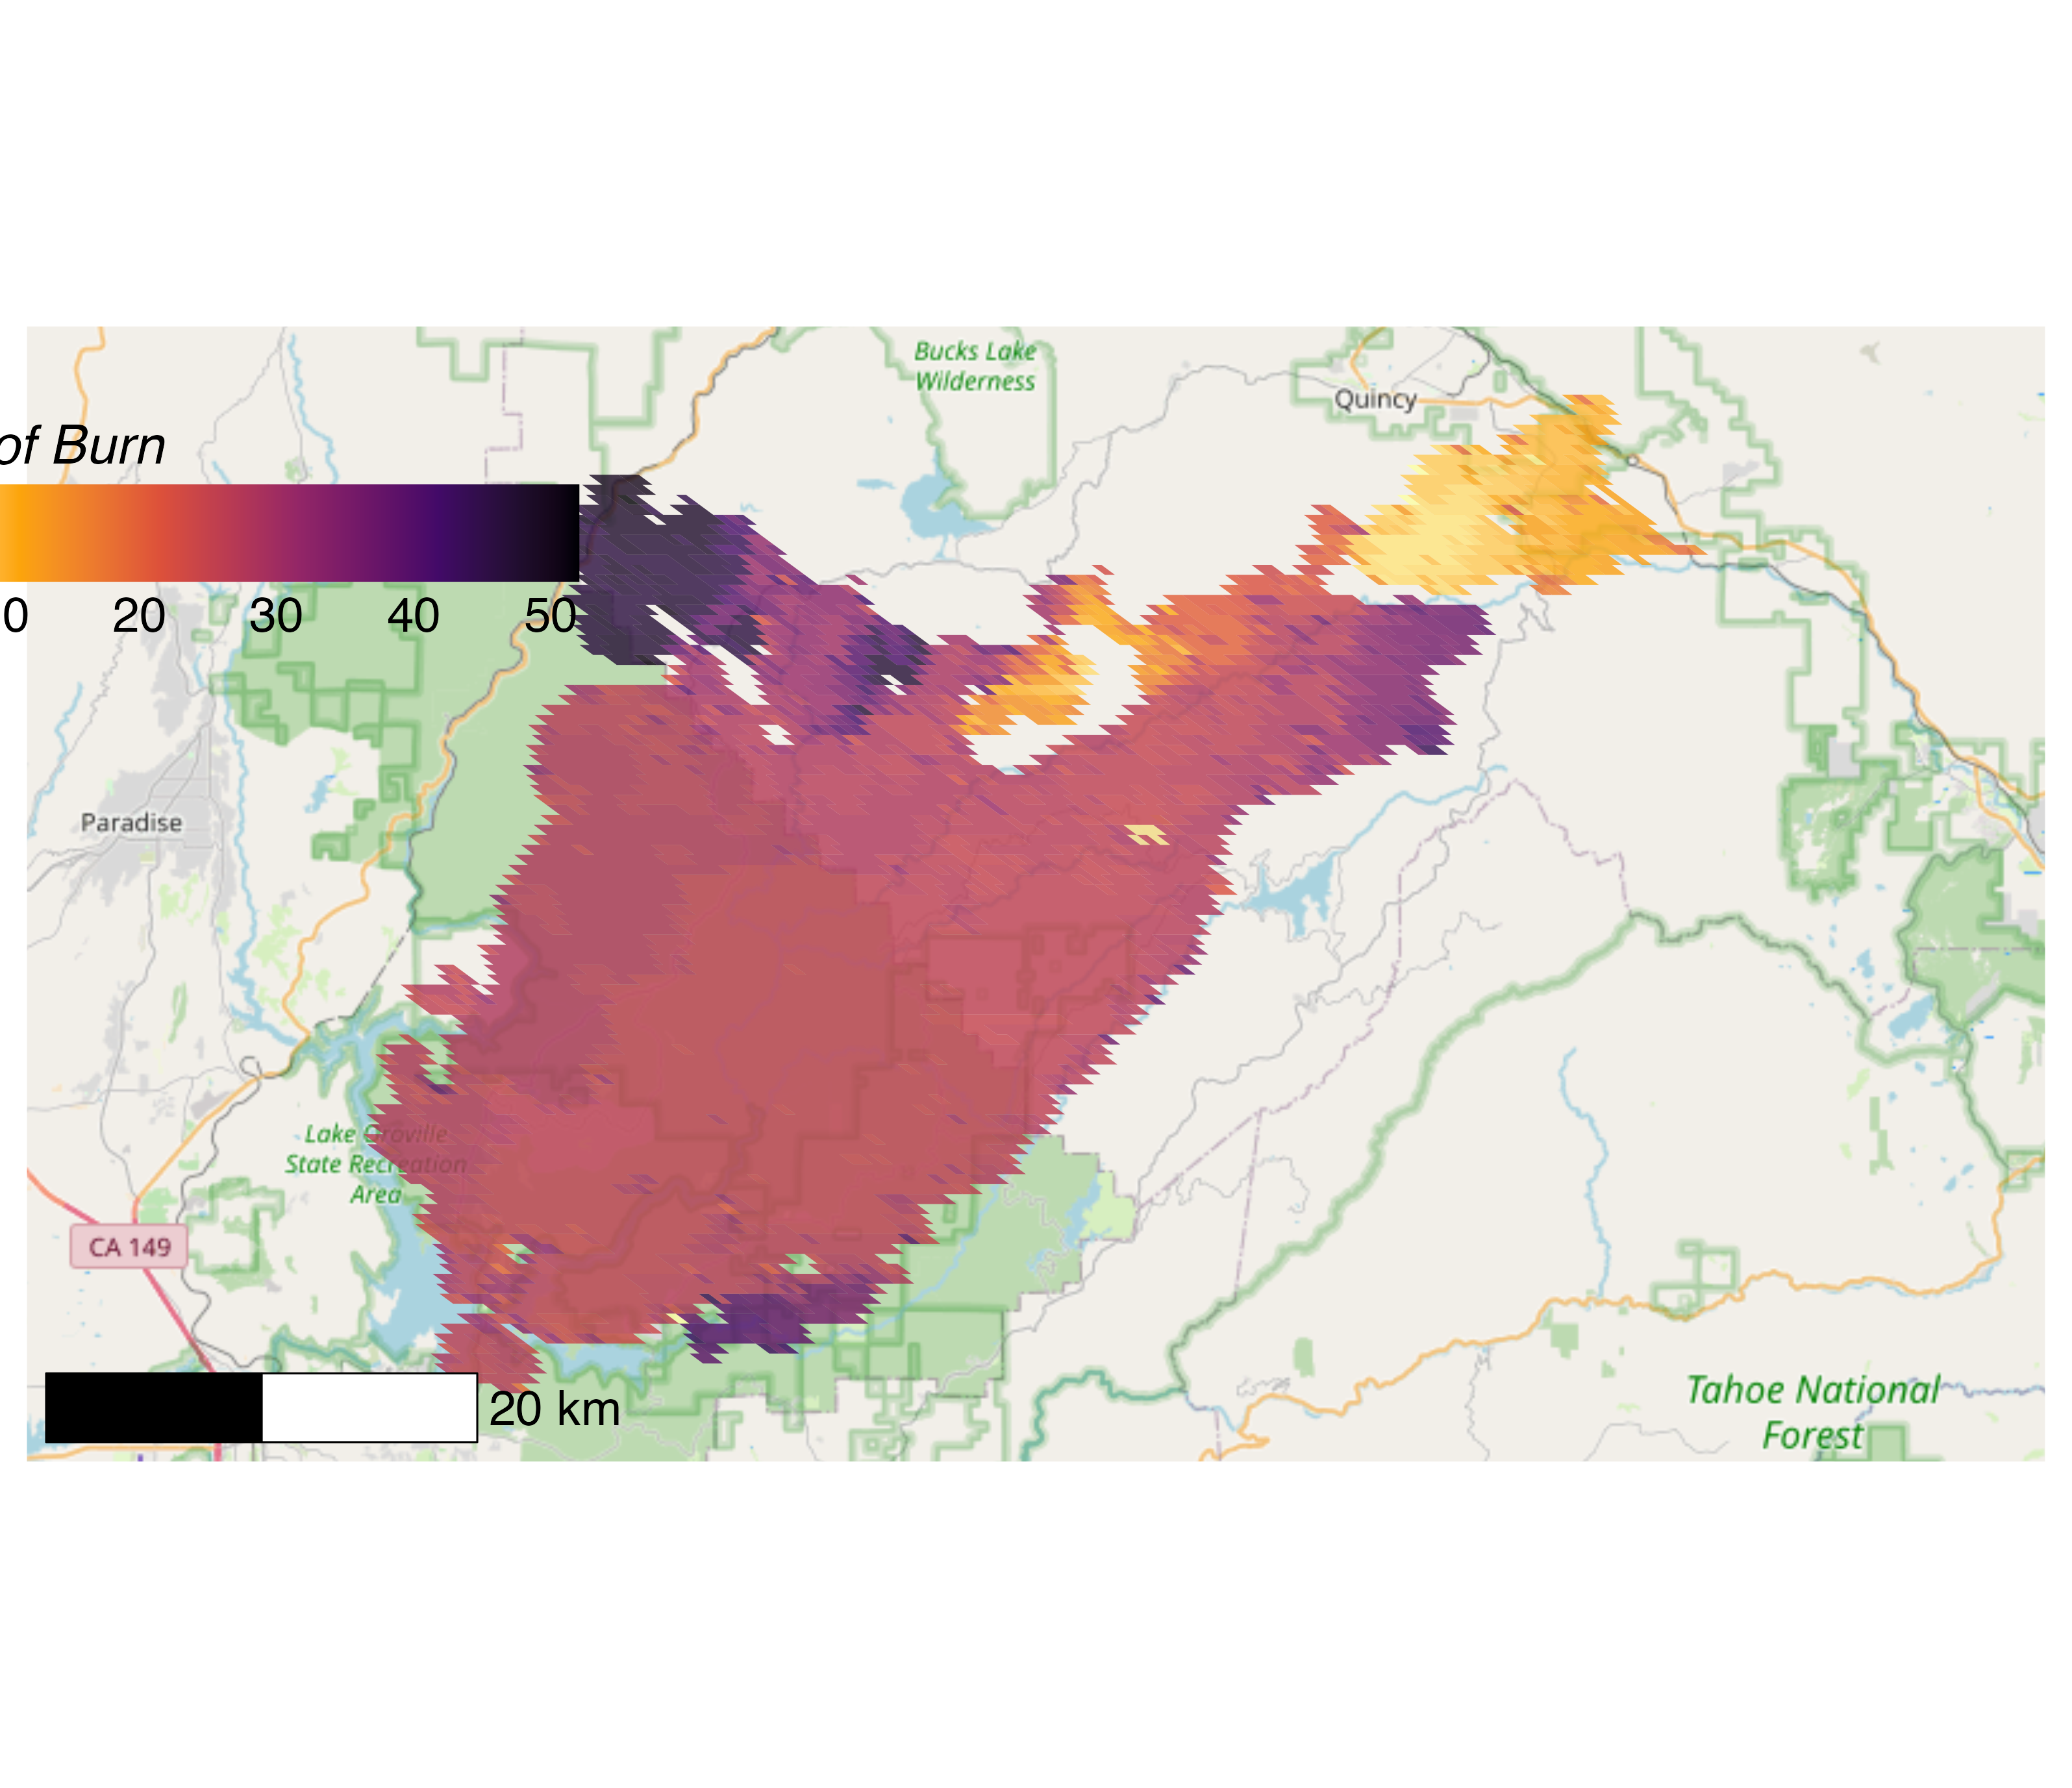 Bucks Lake
Wilderness
Quincy
of Burn
0 20 30 40 50
Paradise
Lake Oroville
State Recreation
Area
CA 149
20 km
Tahoe National
Forest